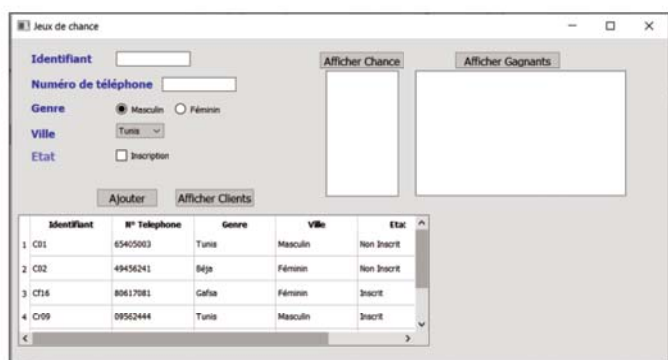 Jeux de chance
Identifiant
Numéro de téléphone
Genre
Masculin Féminin
Ville
Tunis
Etat
Inscription
Ajouter Afficher Clients
Afficher Chance Afficher Gagnants
Identifiant N° Telephone Genre Ville Etat
1 C01 65405003 Tunis Masculin Non Inscrit
2 C02 49456241 Béja Féminin Non Inscrit
3 Cf16 80617081 Gafsa Féminin Inscrit
4 Cr09 09562444 Tunis Masculin Inscrit